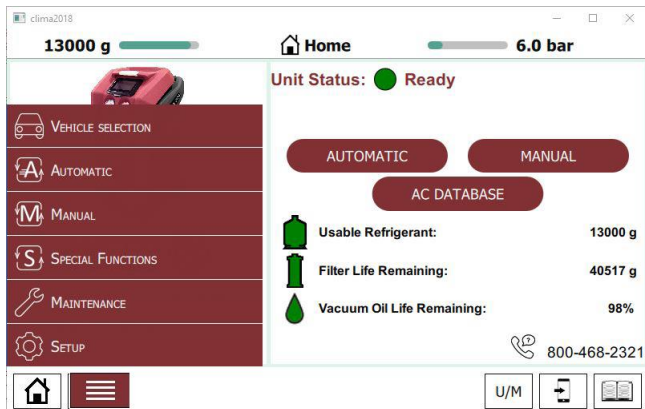 clima2018
13000 g
Home
6.0 bar
Unit Status: Ready
VEHICLE SELECTION
AUTOMATIC
MANUAL
SPECIAL FUNCTIONS
MAINTENANCE
SETUP
AUTOMATIC
MANUAL
AC DATABASE
Usable Refrigerant: 13000 g
Filter Life Remaining: 40517 g
Vacuum Oil Life Remaining: 98%
800-468-2321
U/M